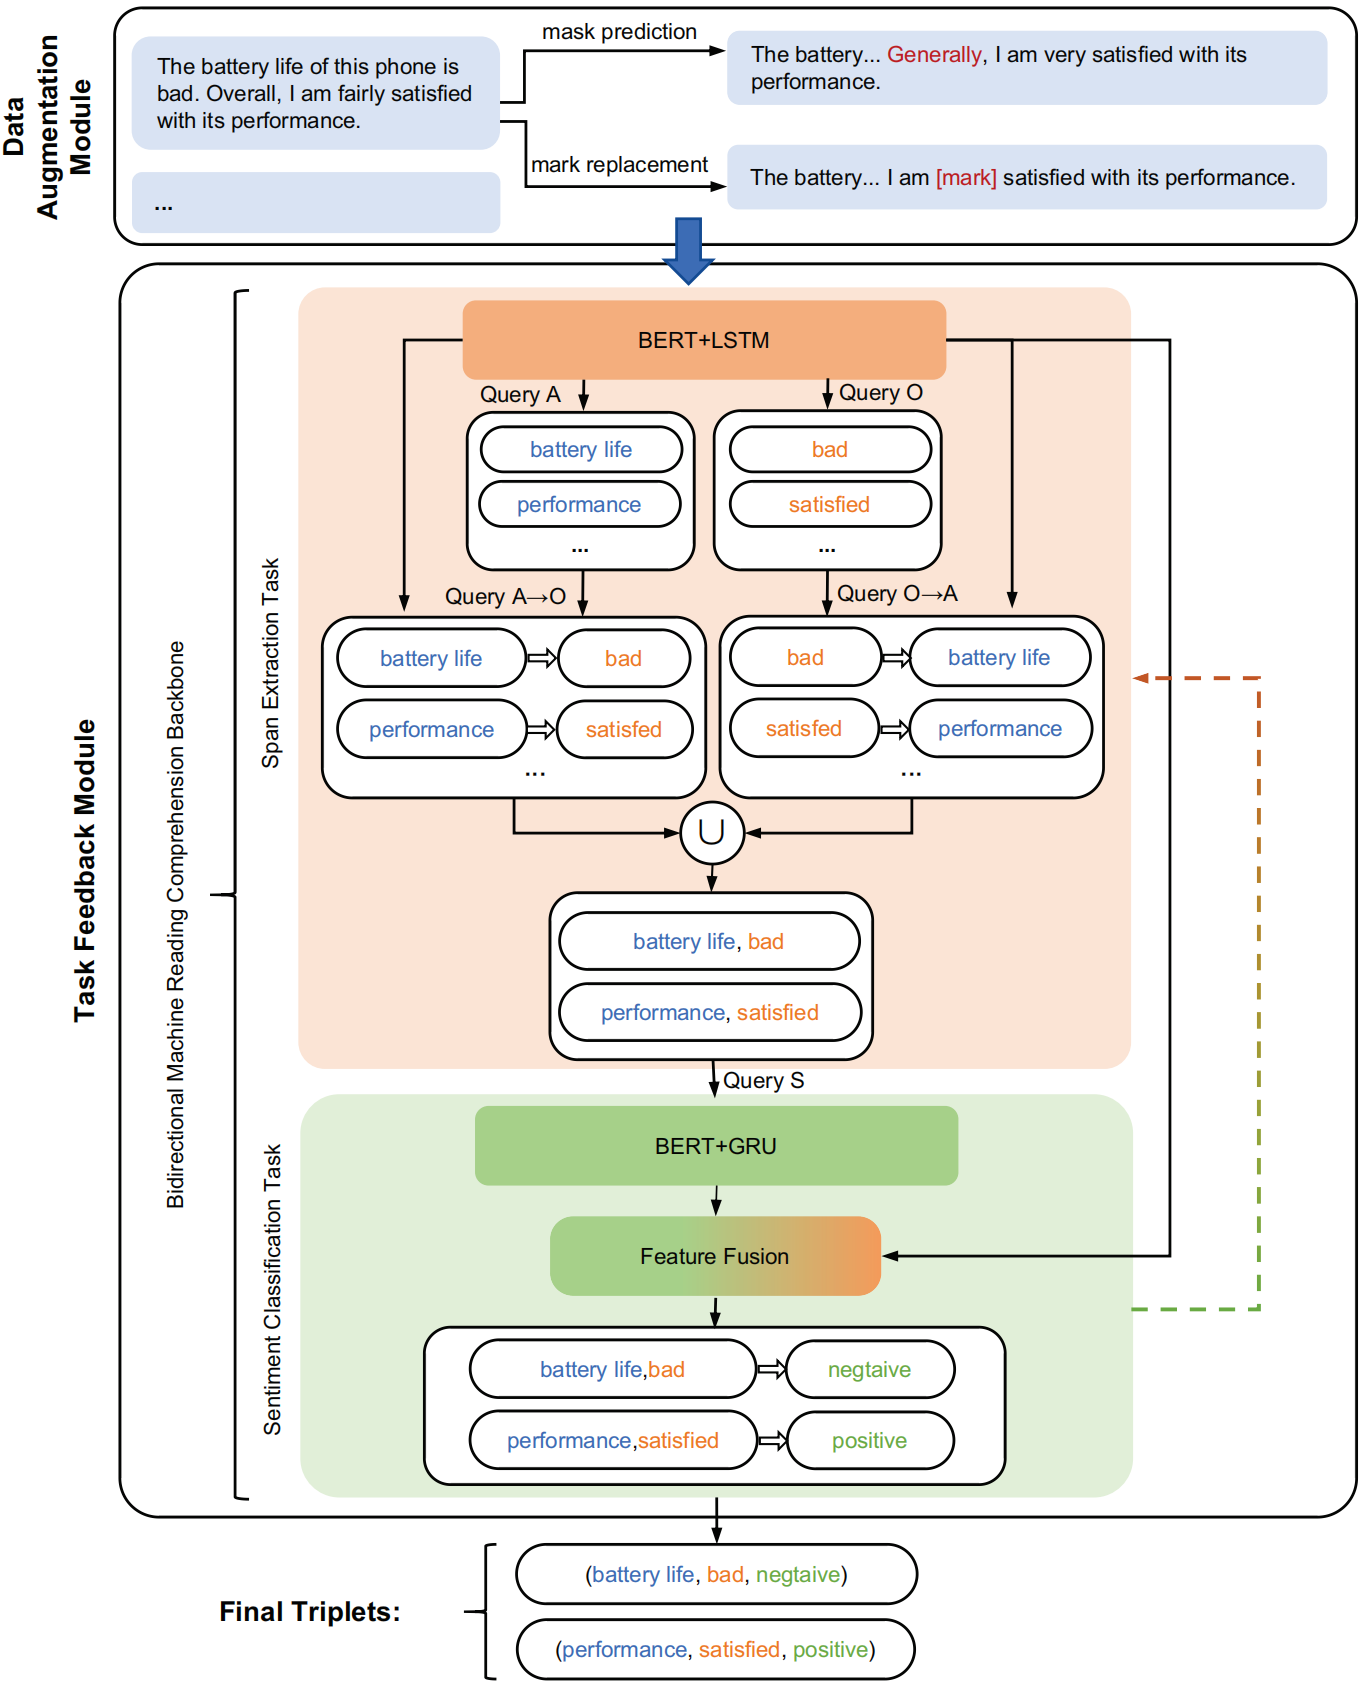 Data
Augmentation
Module
The battery life of this phone is
bad. Overall, I am fairly satisfied
with its performance.
...
mask prediction
mark replacement
The battery... Generally, I am very satisfied with its
performance.
The battery... I am [mark] satisfied with its performance.
Task Feedback Module
Bidirectional Machine Reading Comprehension Backbone
Span Extraction Task
BERT+LSTM
Query A
Query O
battery life
performance
...
bad
satisfied
...
Query A→O
Query O→A
battery life
bad
performance
satisfed
...
bad
battery life
satisfed
performance
...
∪
battery life, bad
performance, satisfied
Query S
Sentiment Classification Task
BERT+GRU
Feature Fusion
battery life,bad
negtaive
performance,satisfied
positive
Final Triplets:
(battery life, bad, negtaive)
(performance, satisfied, positive)